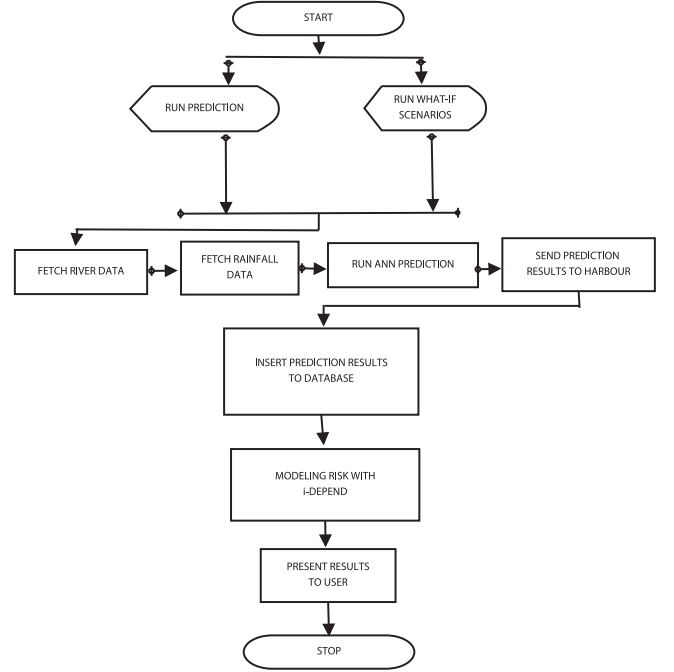 START
RUN PREDICTION
RUN WHAT-IF
SCENARIOS
FETCH RIVER DATA
FETCH RAINFALL
DATA
RUN ANN PREDICTION
SEND PREDICTION
RESULTS TO HARBOUR
INSERT PREDICTION RESULTS
TO DATABASE
MODELING RISK WITH
i-DEPEND
PRESENT RESULTS
TO USER
STOP